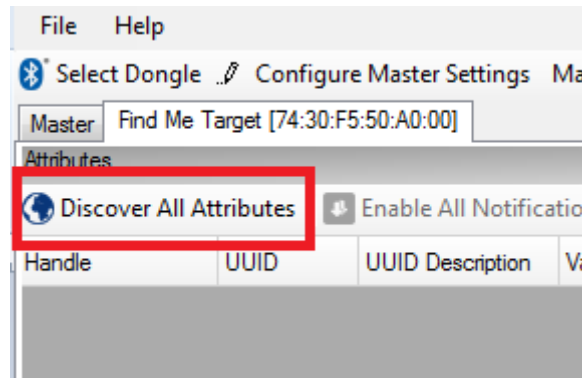 File Help
Select Dongle Configure Master Settings
Master Find Me Target [74:30:F5:50:A0:00]
Attributes
Discover All Attributes Enable All Notificatio
Handle UUID UUID Description